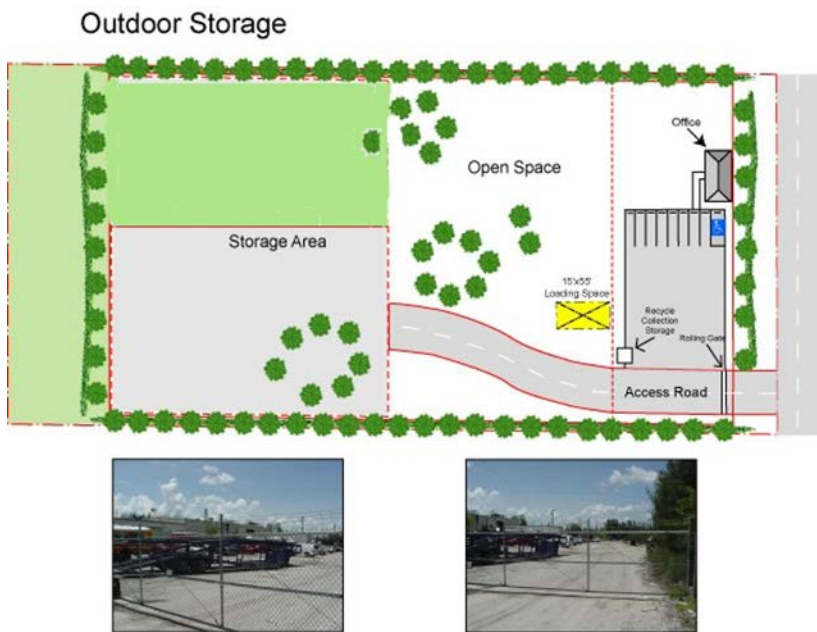 Outdoor Storage
Office
Open Space
Storage Area
15'x55'
Loading Space
Recycle
Collection
Storage
Rolling Gate
Access Road